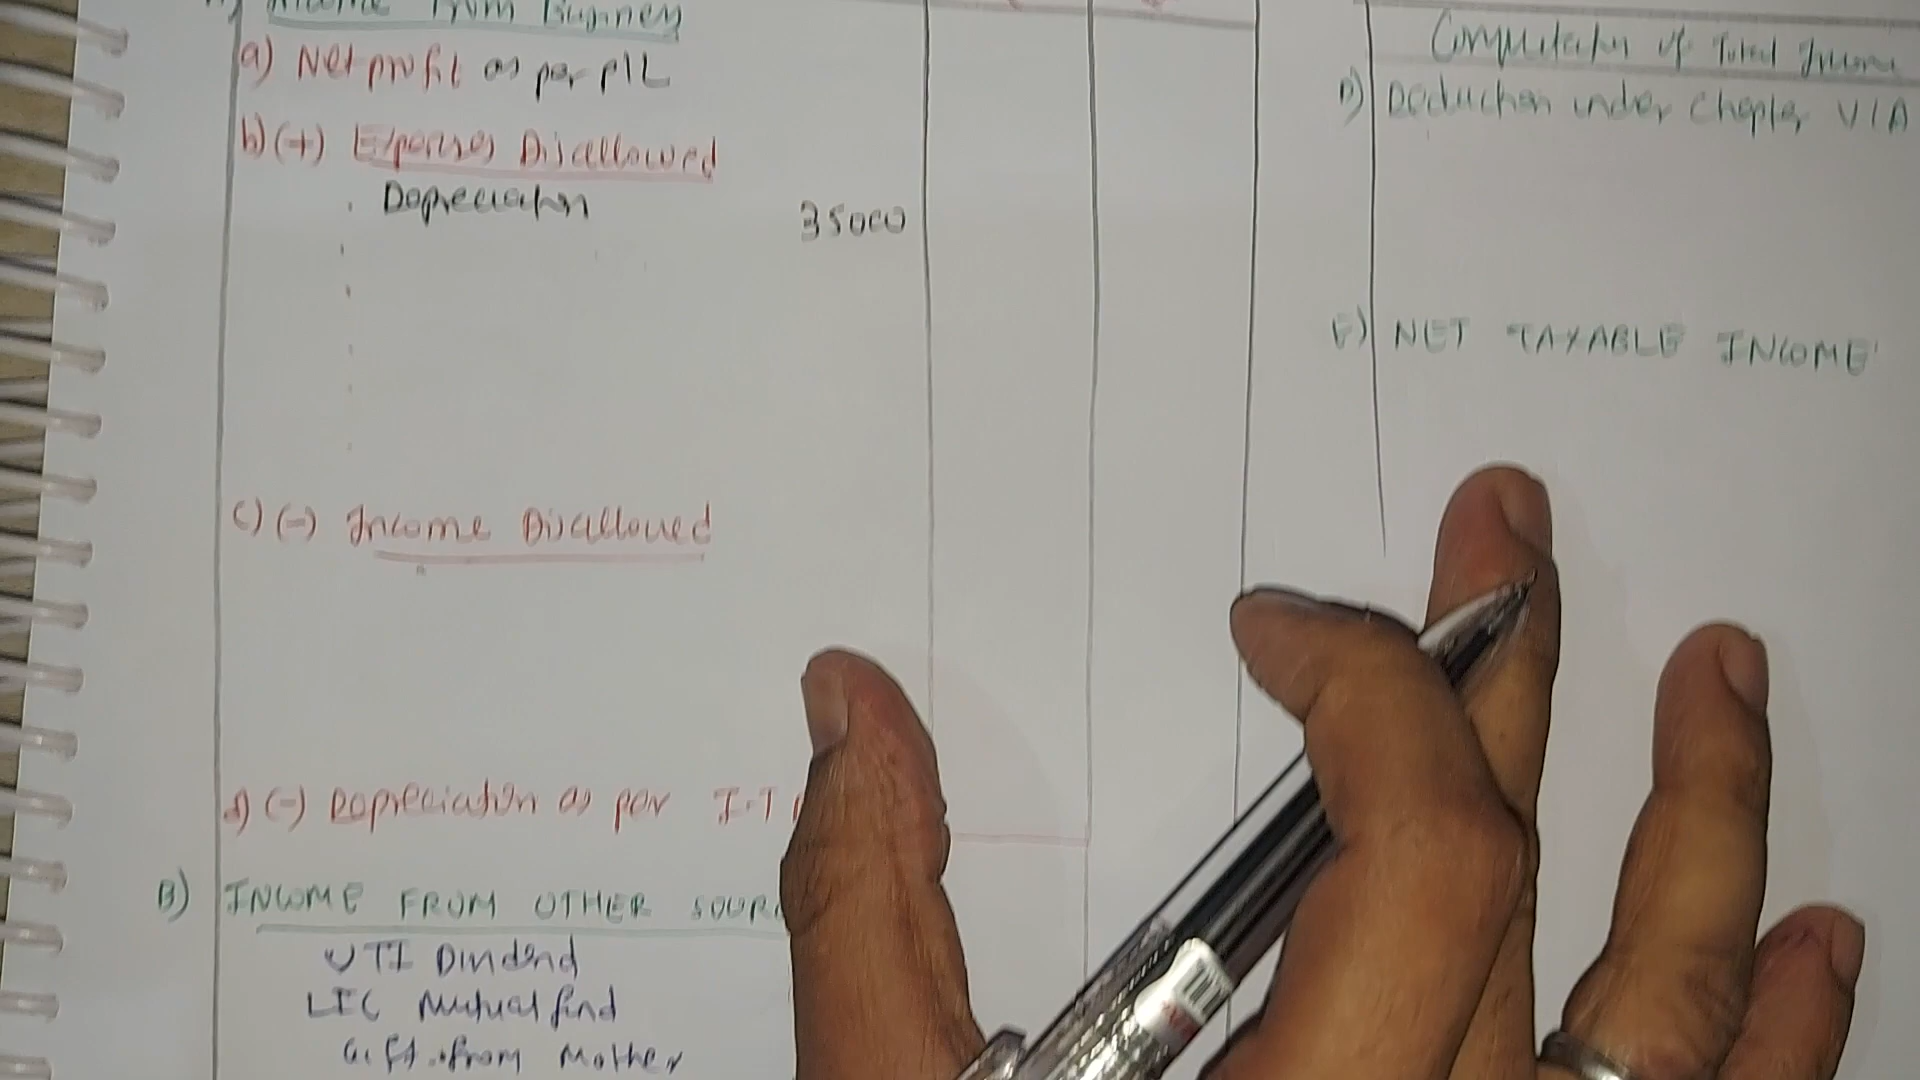 Income from Business
a) Net profit as per P/L
b) (+) Expenses Disallowed
Depreciation 35000
c) (-) Income Disallowed
d) (-) Depreciation as per I.T
B) INCOME FROM OTHER SOURC
UTI Dividend
LIC Mutual fund
Gift from Mother
Computation of Total Income
D) Deduction under Chapter VIA
E) NET TAXABLE INCOME